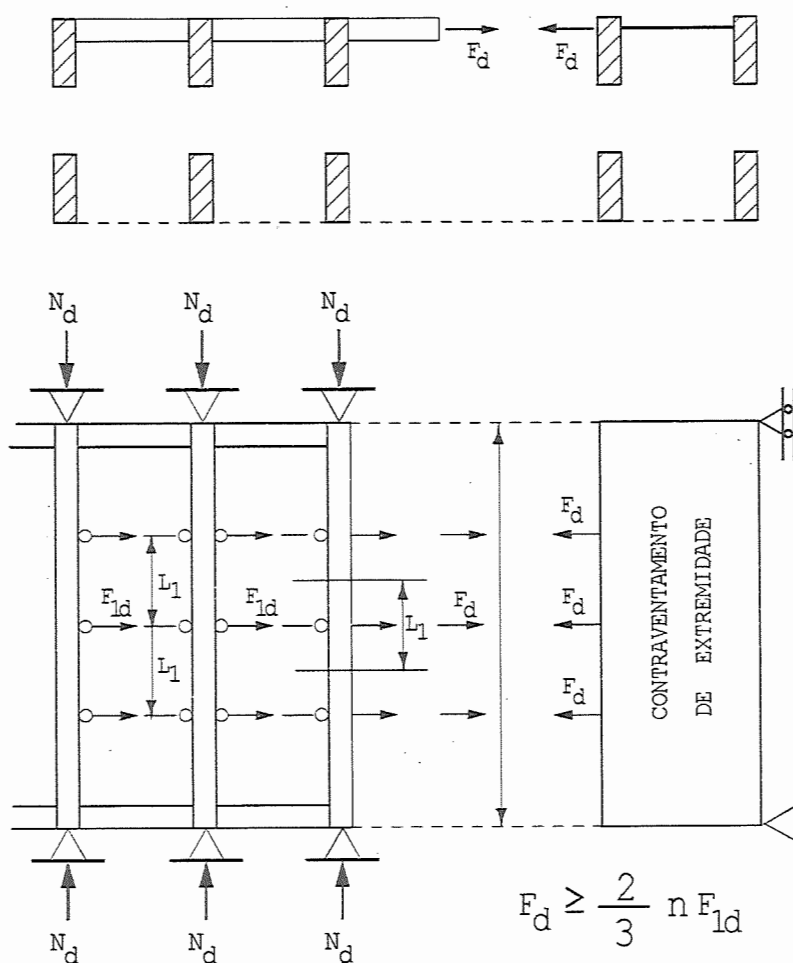 F_d F_d
N_d N_d N_d
F_d
L_1
F_1d F_1d F_d L_1 F_d
L_1
F_d
CONTRAVENTAMENTO
DE EXTREMIDADE
N_d N_d N_d
F_d ≥ 2/3 n F_1d